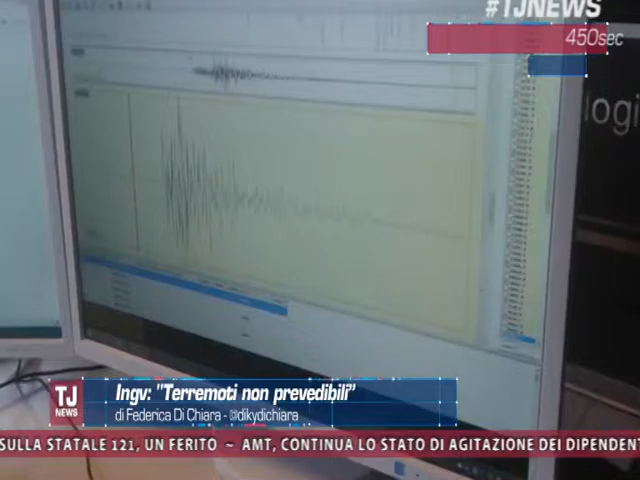 #TJNEWS
450sec
logi
TJ NEWS
Ingv: "Terremoti non prevedibili"
di Federica Di Chiara - @dikydichiara
SULLA STATALE 121, UN FERITO ~ AMT, CONTINUA LO STATO DI AGITAZIONE DEI DIPENDENT